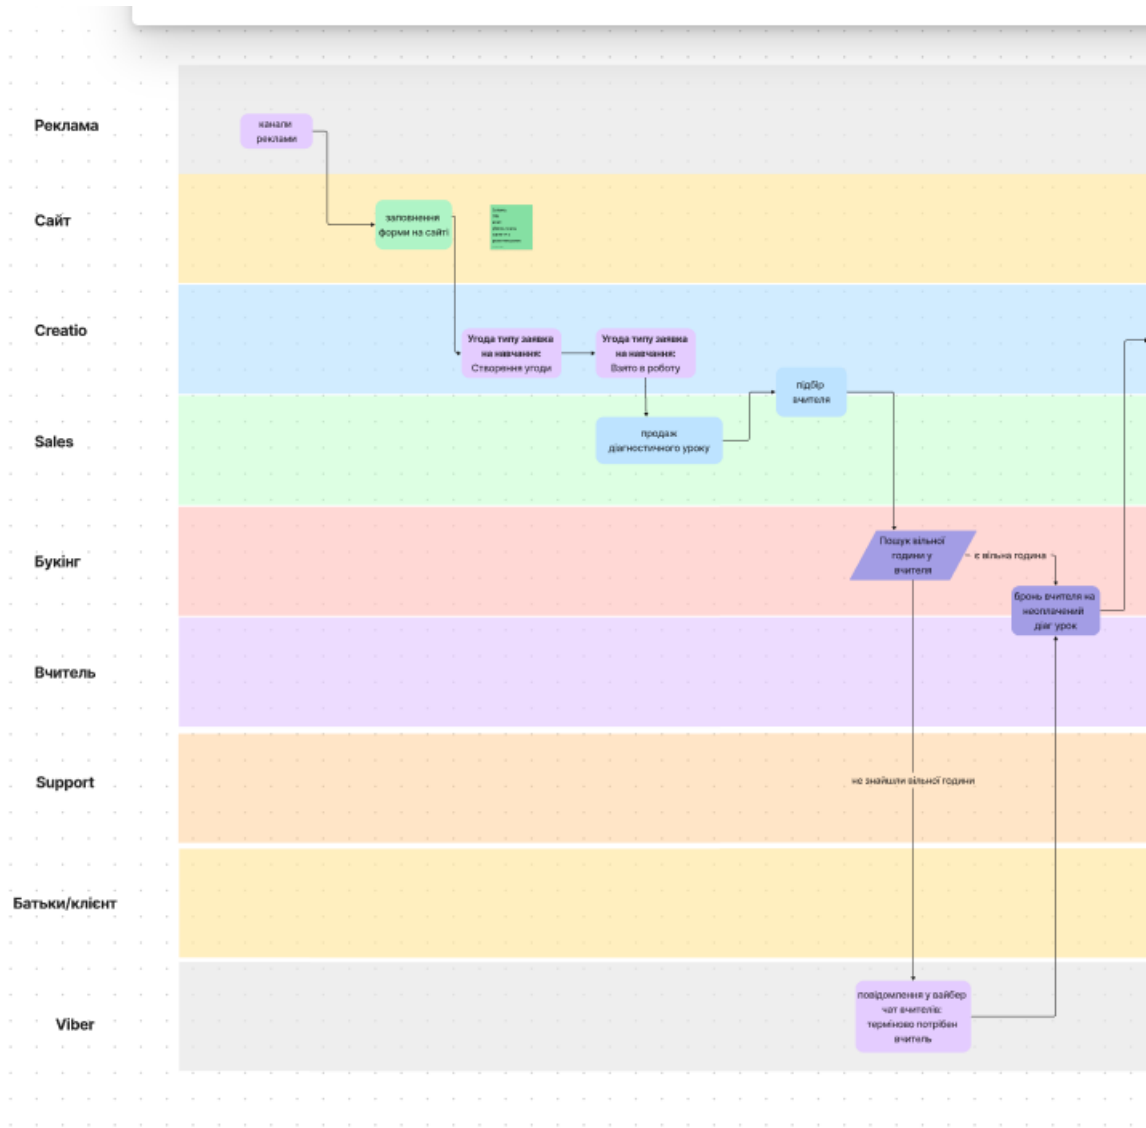 Реклама
канали
реклами
Сайт
заповнення
форми на сайті
Creatio
Угода типу заявка
на навчання:
Створення угоди
Угода типу заявка
на навчання:
Взято в роботу
підбір
вчителя
Sales
продаж
діагностичного уроку
Букінг
Пошук вільної
години у
вчителя
є вільна година
бронь вчителя на
неоплачений
діаг урок
Вчитель
Support
не знайшли вільної години
Батьки/клієнт
Viber
повідомлення у вайбер
чат вчителів:
терміново потрібен
вчитель